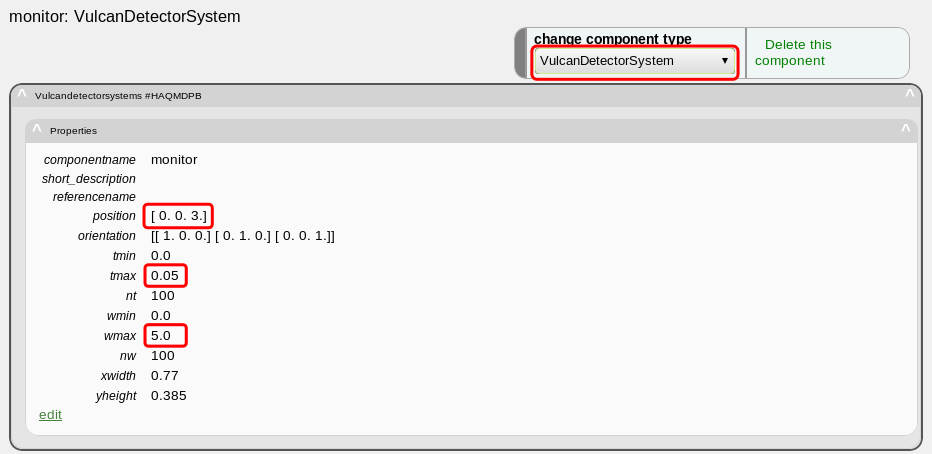 monitor: VulcanDetectorSystem
change component type
VulcanDetectorSystem ▼
Delete this
component
^ Vulcandetectorsystems #HAQMDPB ^
^ Properties ^
componentname monitor
short_description
referencename
position [ 0. 0. 3.]
orientation [[ 1. 0. 0.] [ 0. 1. 0.] [ 0. 0. 1.]]
tmin 0.0
tmax 0.05
nt 100
wmin 0.0
wmax 5.0
nw 100
xwidth 0.77
yheight 0.385
edit